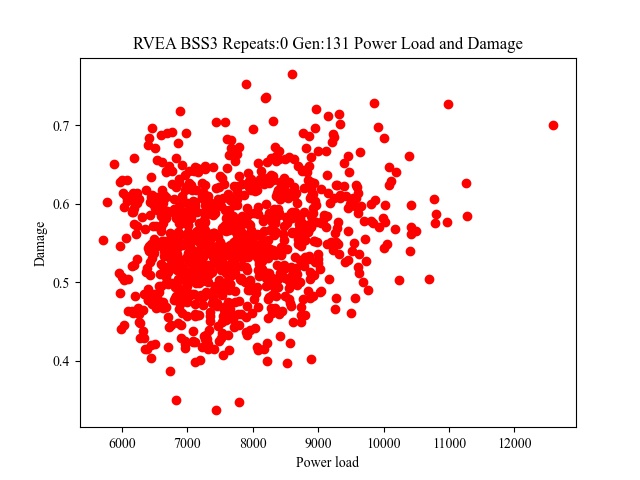 RVEA BSS3 Repeats:0 Gen:131 Power Load and Damage
0.7
0.6
0.5
0.4
Damage
6000 7000 8000 9000 10000 11000 12000
Power load